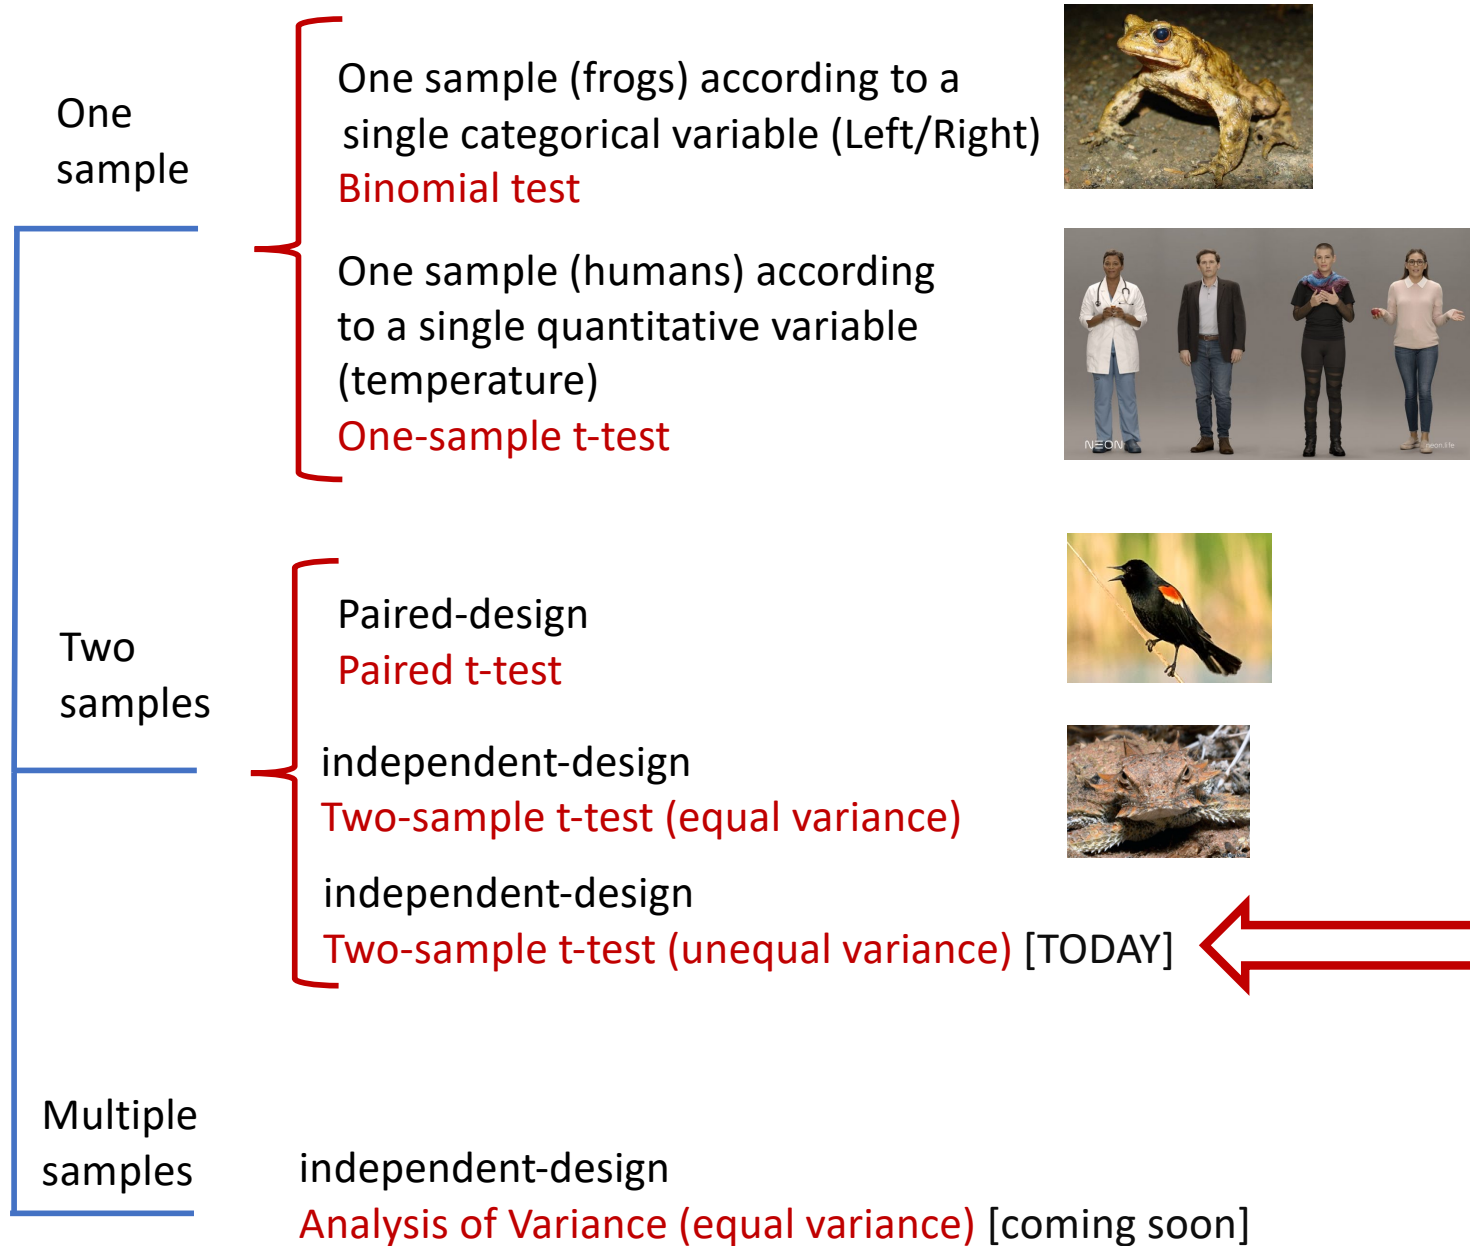 One
sample
One sample (frogs) according to a
single categorical variable (Left/Right)
Binomial test
One sample (humans) according
to a single quantitative variable
(temperature)
One-sample t-test
NEON
neon.life
Two
samples
Paired-design
Paired t-test
independent-design
Two-sample t-test (equal variance)
independent-design
Two-sample t-test (unequal variance) [TODAY]
Multiple
samples
independent-design
Analysis of Variance (equal variance) [coming soon]